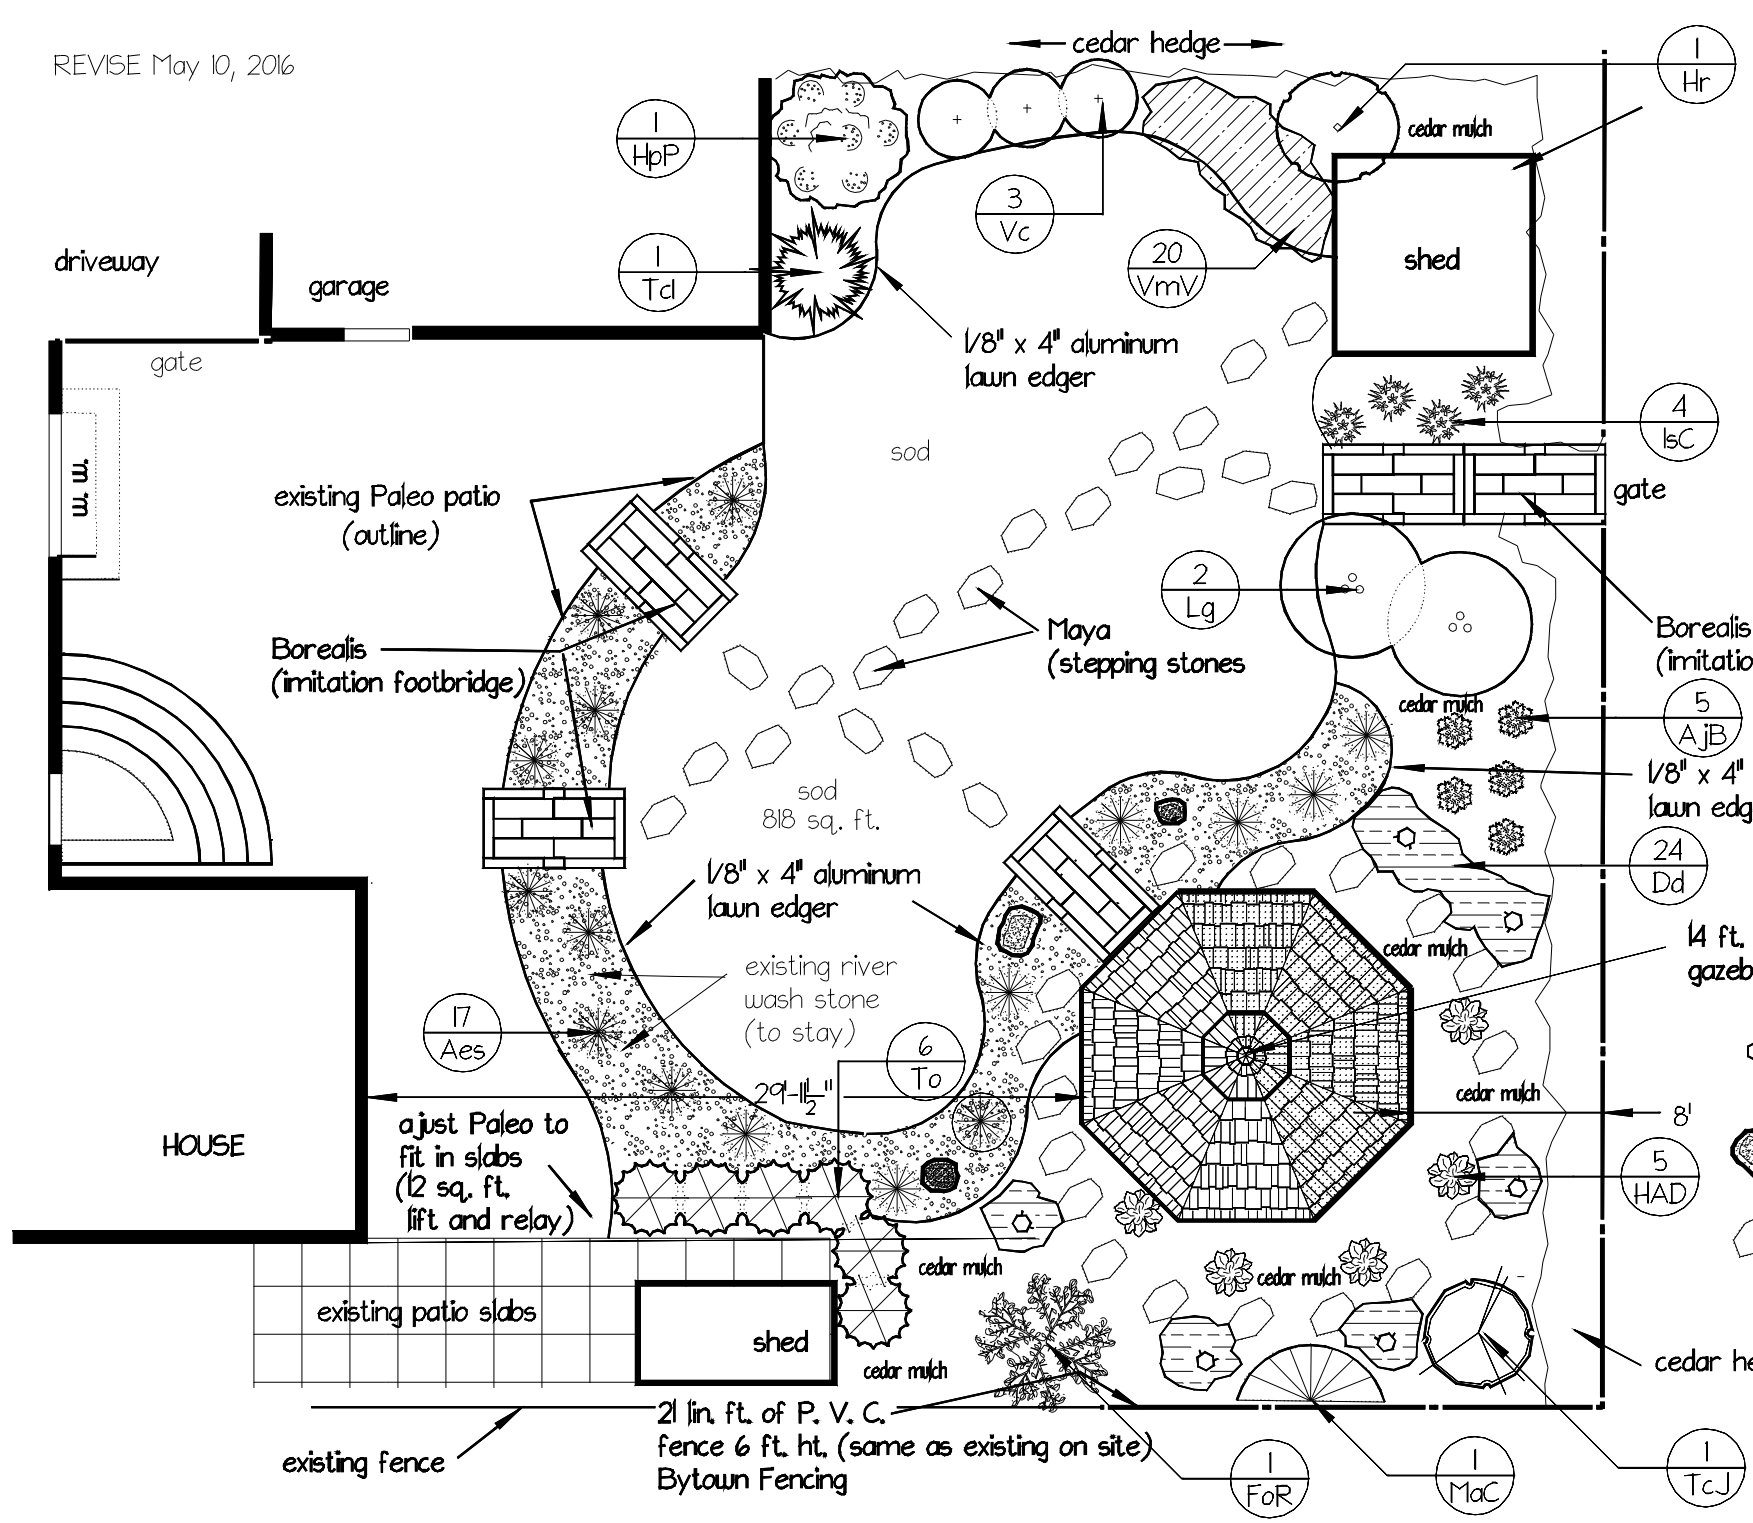 cedar hedge
REVISE May 10, 2016
1
Hr
1
HpP
cedar mulch
3
Vc
driveway
garage
1
Tcl
20
VmV
shed
gate
1/8" x 4" aluminum
lawn edger
4
IsC
m. m.
sod
existing Paleo patio
(outline)
gate
2
Lg
Borealis
(imitation footbridge)
Maya
(stepping stones
Borealis
(imitatio
cedar mulch
5
AjB
1/8" x 4"
lawn edg
sod
818 sq. ft.
1/8" x 4" aluminum
lawn edger
24
Dd
14 ft.
gazeb
cedar mulch
existing river
wash stone
(to stay)
17
Aes
6
To
29'-11 1/2"
cedar mulch
8'
ajust Paleo to
fit in slabs
(12 sq. ft.
lift and relay)
HOUSE
5
HAD
cedar mulch
cedar mulch
existing patio slabs
shed
cedar mulch
cedar he
21 lin. ft. of P. V. C.
fence 6 ft. ht. (same as existing on site)
Bytown Fencing
existing fence
1
FoR
1
MaC
1
TcJ